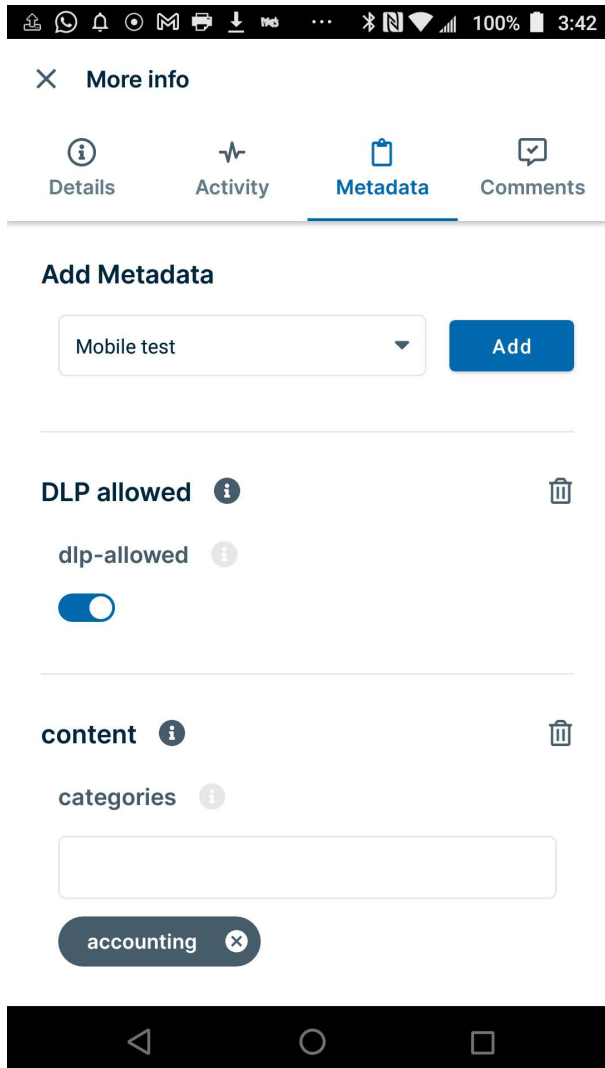 100% 3:42
More info
Details Activity Metadata Comments
Add Metadata
Mobile test Add
DLP allowed
dlp-allowed
content
categories
accounting